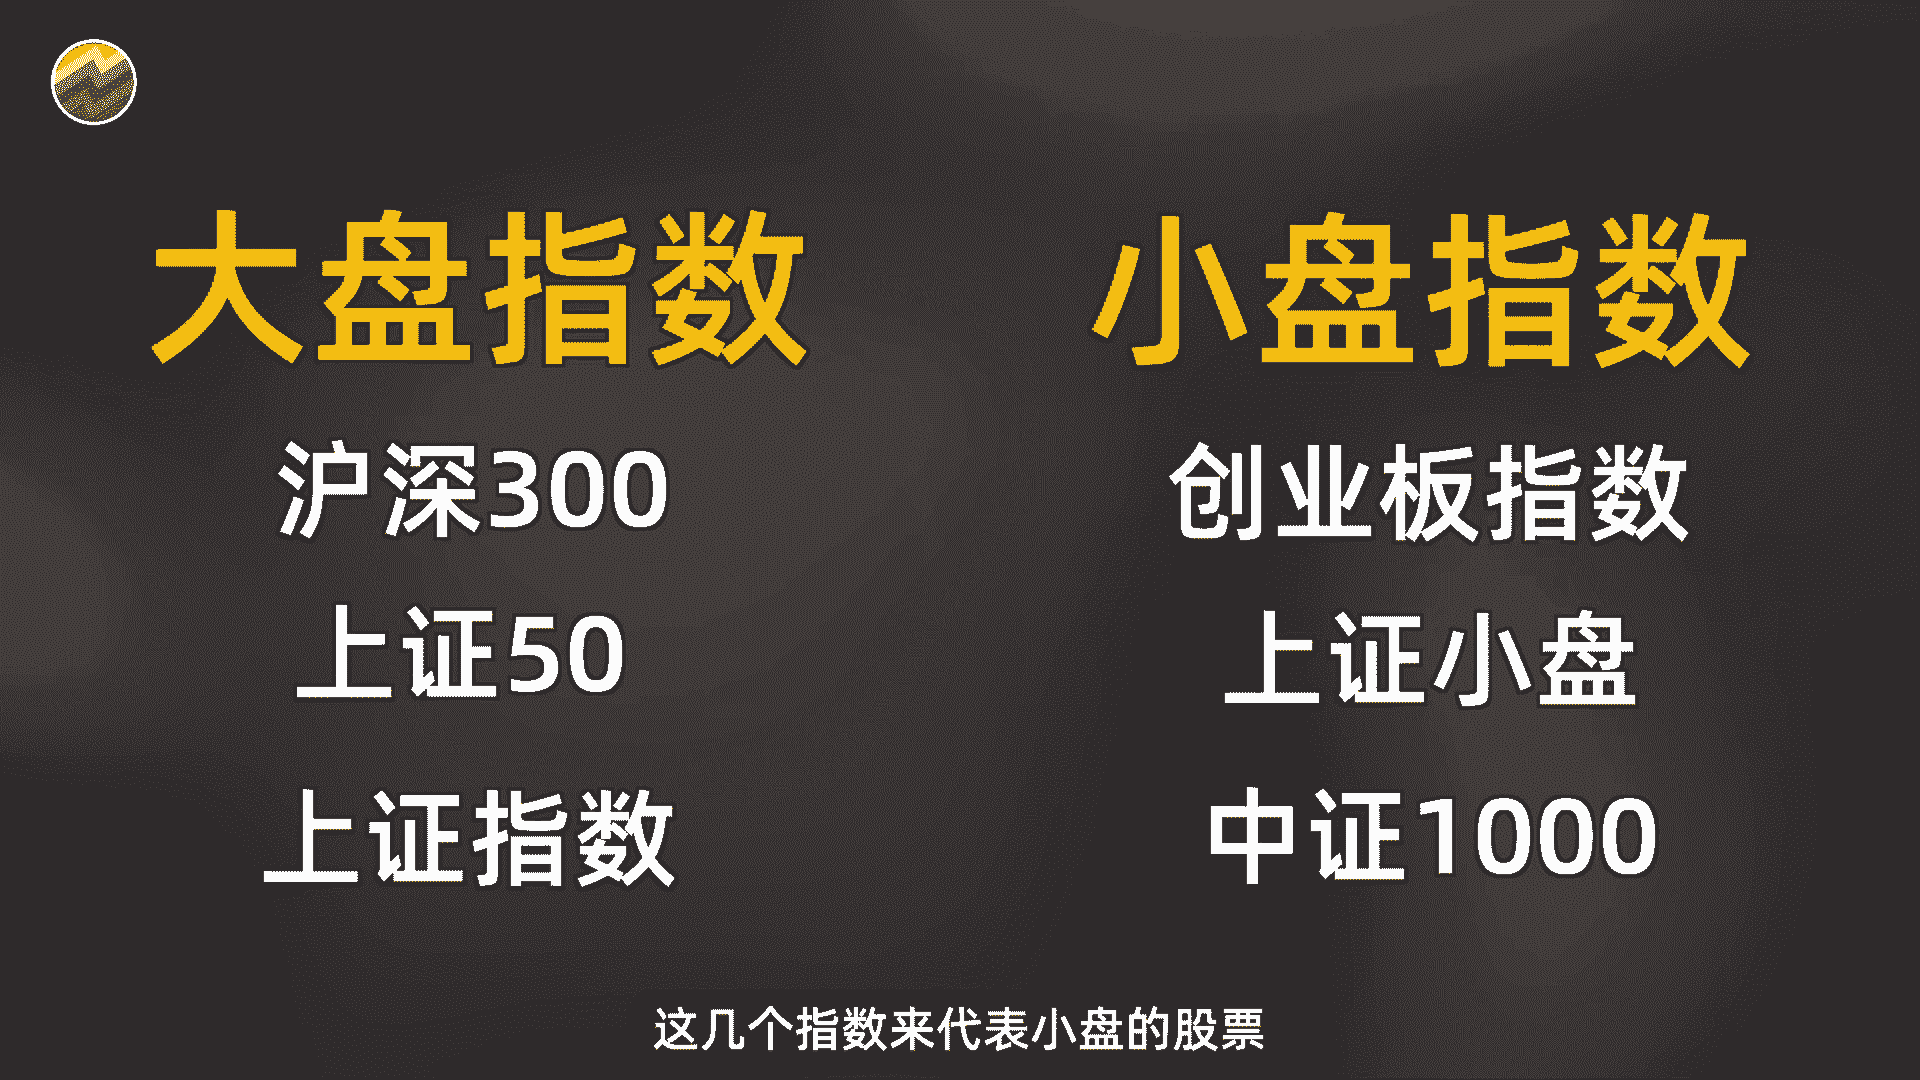 大盘指数
沪深300
上证50
上证指数
小盘指数
创业板指数
上证小盘
中证1000
这几个指数来代表小盘的股票